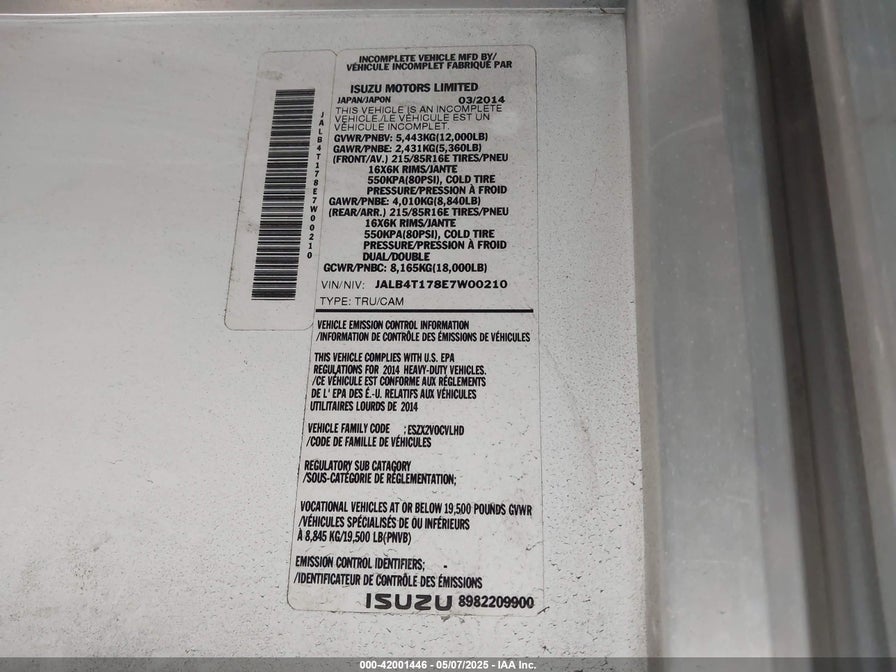 INCOMPLETE VEHICLE MFD BY/
VÉHICULE INCOMPLET FABRIQUÉ PAR
ISUZU MOTORS LIMITED
JAPAN/JAPON 03/2014
THIS VEHICLE IS AN INCOMPLETE
VEHICLE./LE VÉHICULE EST UN
VÉHICULE INCOMPLET.
GVWR/PNBV: 5,443KG(12,000LB)
GAWR/PNBE: 2,431KG(5,360LB)
(FRONT/AV.) 215/85R16E TIRES/PNEU
16X6K RIMS/JANTE
550KPA(80PSI), COLD TIRE
PRESSURE/PRESSION À FROID
GAWR/PNBE: 4,010KG(8,840LB)
(REAR/ARR.) 215/85R16E TIRES/PNEU
16X6K RIMS/JANTE
550KPA(80PSI), COLD TIRE
PRESSURE/PRESSION À FROID
DUAL/DOUBLE
GCWR/PNBC: 8,165KG(18,000LB)
VIN/NIV: JALB4T178E7W00210
TYPE: TRU/CAM
JALB4T178E7W00210
VEHICLE EMISSION CONTROL INFORMATION
/INFORMATION DE CONTRÔLE DES ÉMISSIONS DE VÉHICULES
THIS VEHICLE COMPLIES WITH U.S. EPA
REGULATIONS FOR 2014 HEAVY-DUTY VEHICLES.
/CE VÉHICULE EST CONFORME AUX RÈGLEMENTS
DE L' EPA DES É.-U. RELATIFS AUX VÉHICULES
UTILITAIRES LOURDS DE 2014
VEHICLE FAMILY CODE ;ESZX2VOCVLHD
/CODE DE FAMILLE DE VÉHICULES
REGULATORY SUB CATAGORY
/SOUS-CATÉGORIE DE RÉGLEMENTATION;
VOCATIONAL VEHICLES AT OR BELOW 19,500 POUNDS GVWR
/VÉHICULES SPÉCIALISÉS DE OU INFÉRIEURS
À 8,845 KG/19,500 LB(PNVB)
EMISSION CONTROL IDENTIFIERS; -
/IDENTIFICATEUR DE CONTRÔLE DES ÉMISSIONS
ISUZU 8982209900
000-42001446 - 05/07/2025 - IAA Inc.